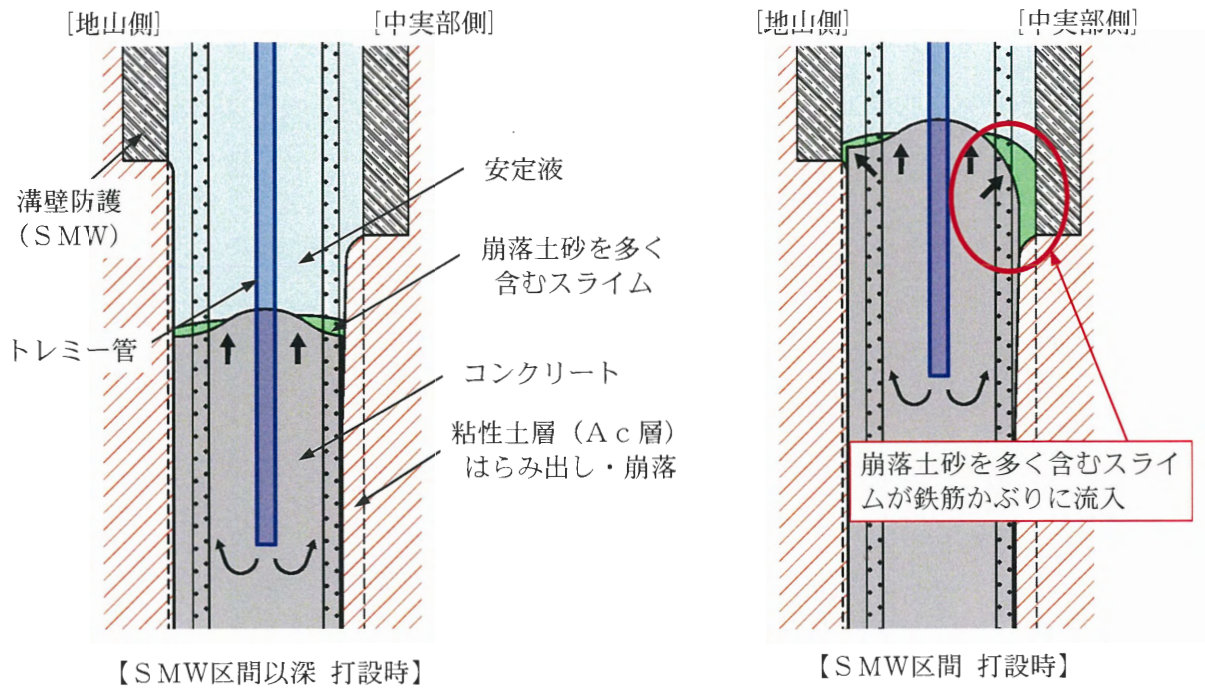 [地山側]
[中実部側]
溝壁防護
(SMW)
安定液
崩落土砂を多く
含むスライム
トレミー管
コンクリート
粘性土層（Ａｃ層）
はらみ出し・崩落
【ＳＭＷ区間以深 打設時】
[地山側]
[中実部側]
崩落土砂を多く含むスライ
ムが鉄筋かぶりに流入
【ＳＭＷ区間 打設時】